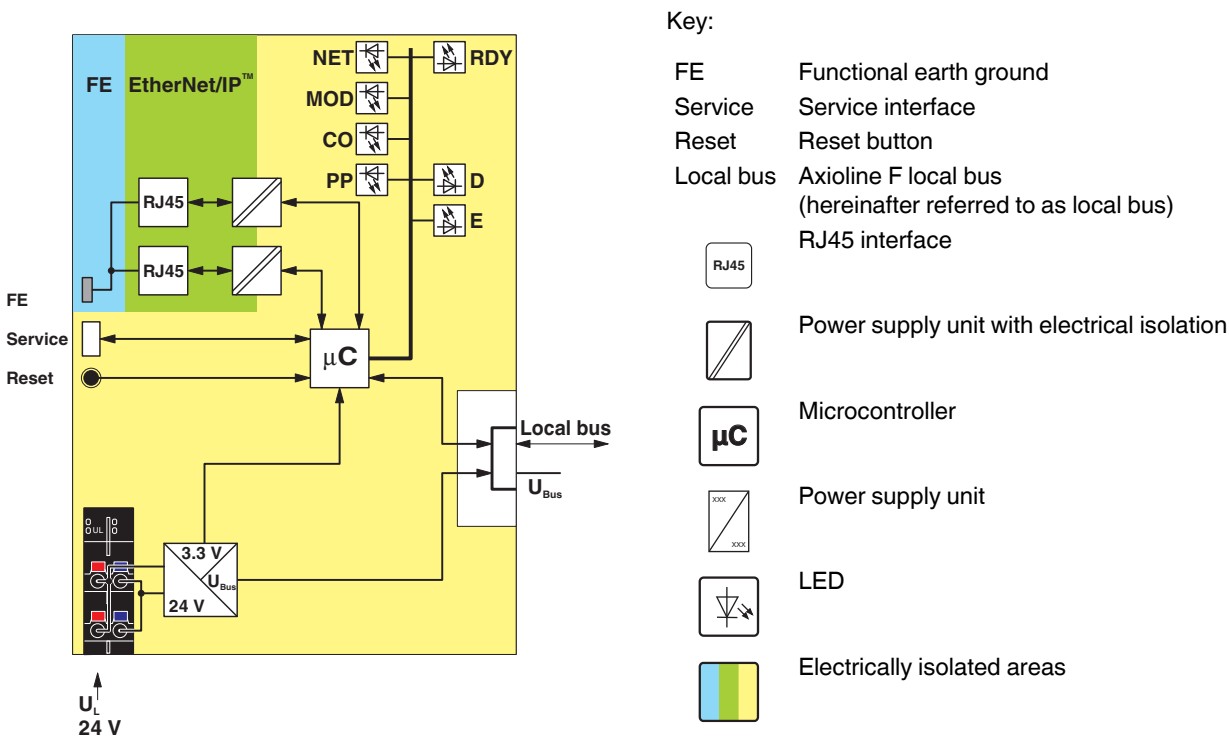 FE
EtherNet/IP™
NET
RDY
MOD
CO
PP
D
E
RJ45
RJ45
FE
Service
Reset
μC
Local bus
U Bus
UL
3.3 V
U Bus
24 V
U L
24 V
Key:
FE Functional earth ground
Service Service interface
Reset Reset button
Local bus Axioline F local bus
(hereinafter referred to as local bus)
RJ45 RJ45 interface
Power supply unit with electrical isolation
μC Microcontroller
xxx
xxx
Power supply unit
LED
Electrically isolated areas